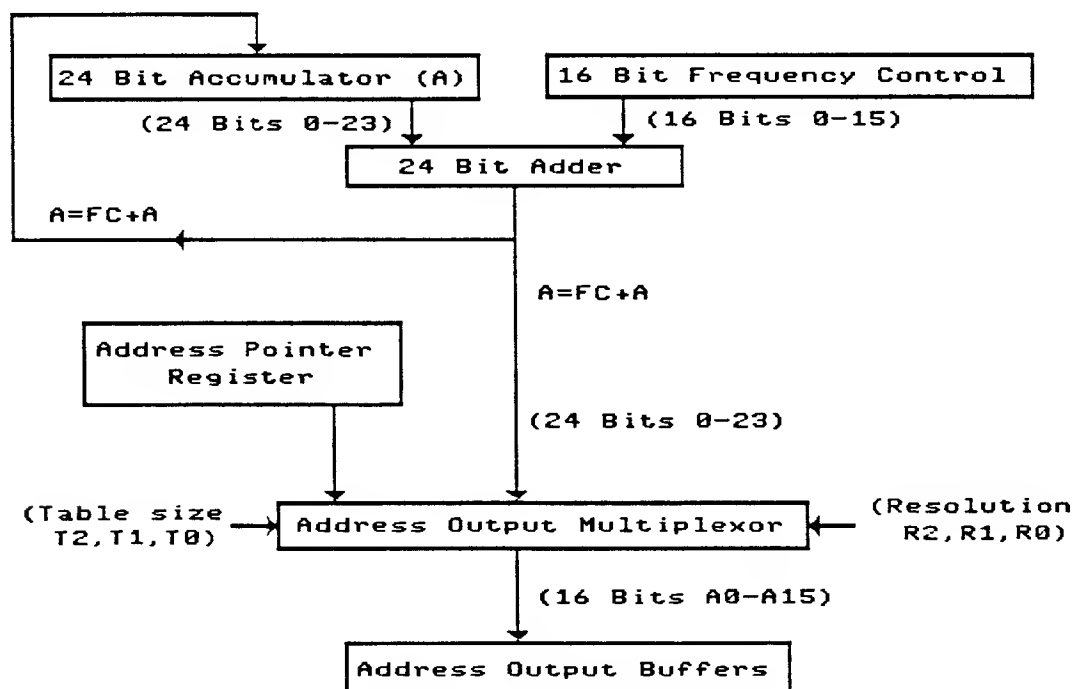 24 Bit Accumulator (A)
16 Bit Frequency Control
(24 Bits 0-23)
(16 Bits 0-15)
24 Bit Adder
A=FC+A
A=FC+A
Address Pointer
Register
(24 Bits 0-23)
(Table size
T2,T1,T0)
Address Output Multiplexor
(Resolution
R2,R1,R0)
(16 Bits A0-A15)
Address Output Buffers